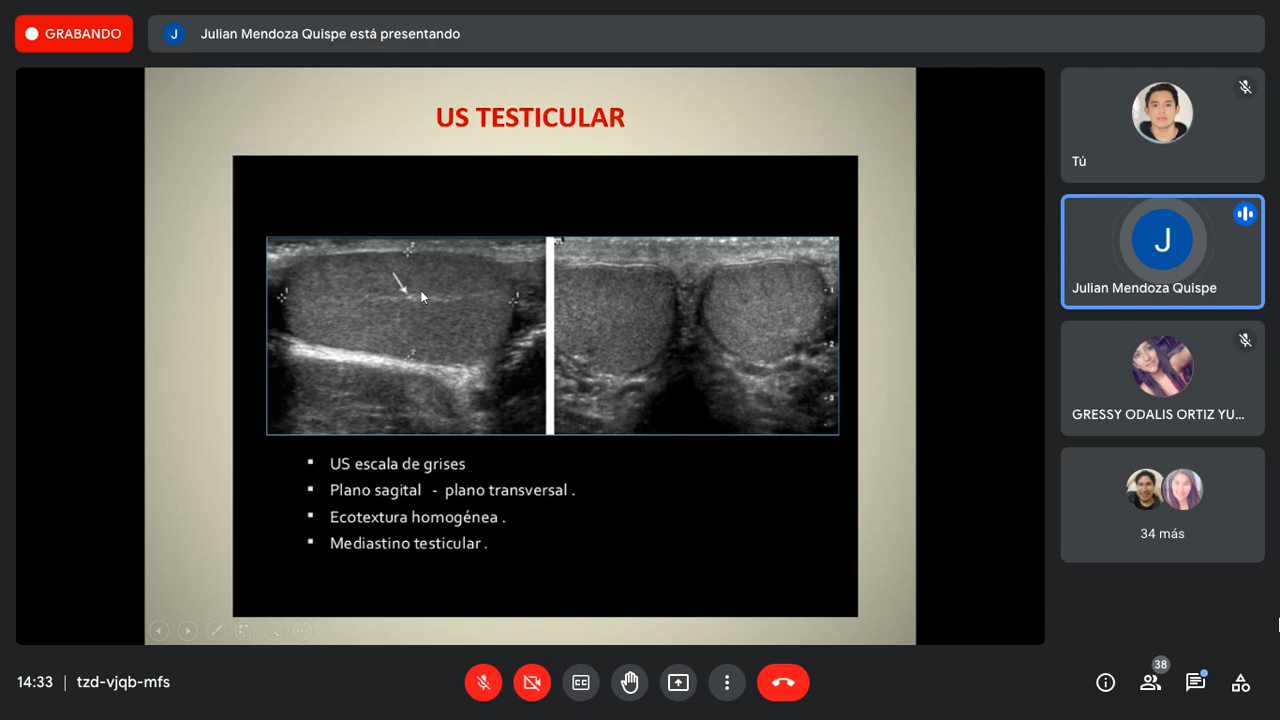 GRABANDO
J
Julian Mendoza Quispe está presentando
US TESTICULAR
US escala de grises
Plano sagital - plano transversal .
Ecotextura homogénea .
Mediastino testicular .
Tú
J
Julian Mendoza Quispe
GRESSY ODALIS ORTIZ YU...
34 más
14:33 | tzd-vjqb-mfs
38